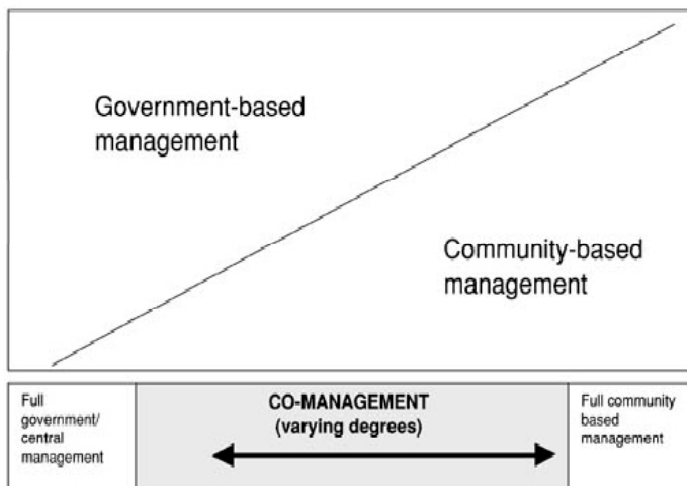 Government-based
management
Community-based
management
Full
government/
central
management
CO-MANAGEMENT
(varying degrees)
Full community
based
management